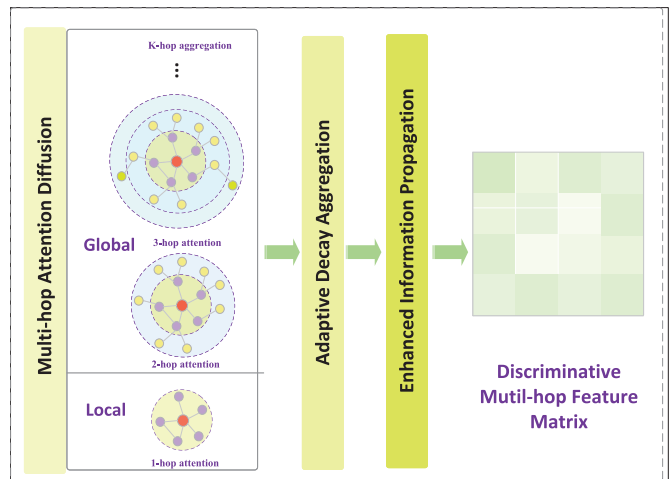 Multi-hop Attention Diffusion
K-hop aggregation
...
Global
3-hop attention
2-hop attention
Local
1-hop attention
Adaptive Decay Aggregation
Enhanced Information Propagation
Discriminative
Mutil-hop Feature
Matrix